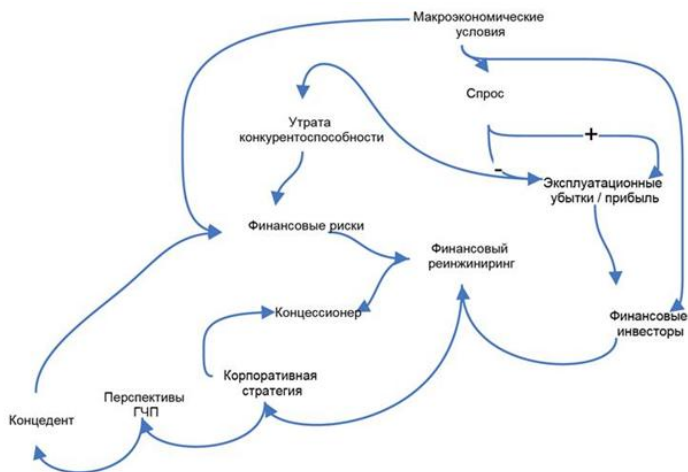 Макроэкономические
условия
Спрос
Утрата
конкурентоспособности
+
-
Эксплуатационные
убытки / прибыль
Финансовые риски
Финансовый
реинжиниринг
Концессионер
Финансовые
инвесторы
Корпоративная
стратегия
Перспективы
ГЧП
Концедент